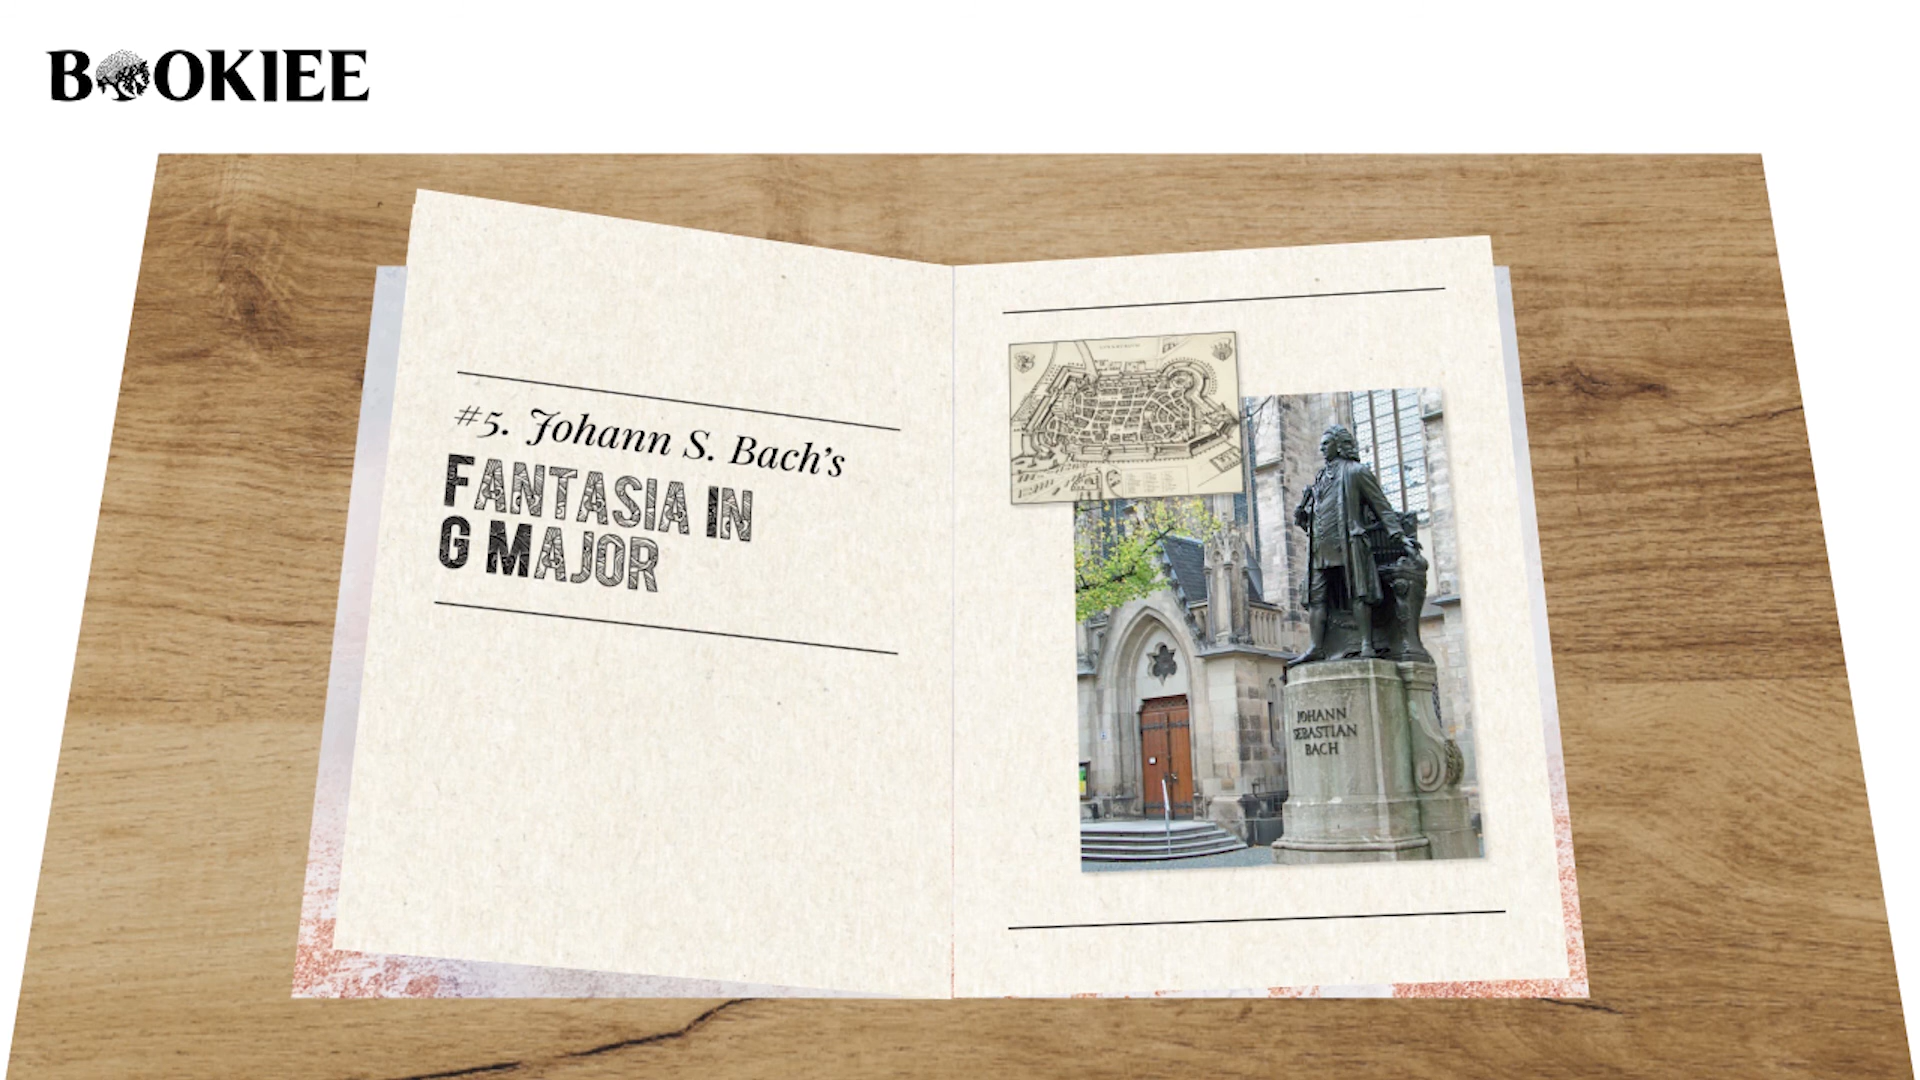 BOOKIEE
#5. Johann S. Bach's
FANTASIA IN
G MAJOR
JOHANN
SEBASTIAN
BACH